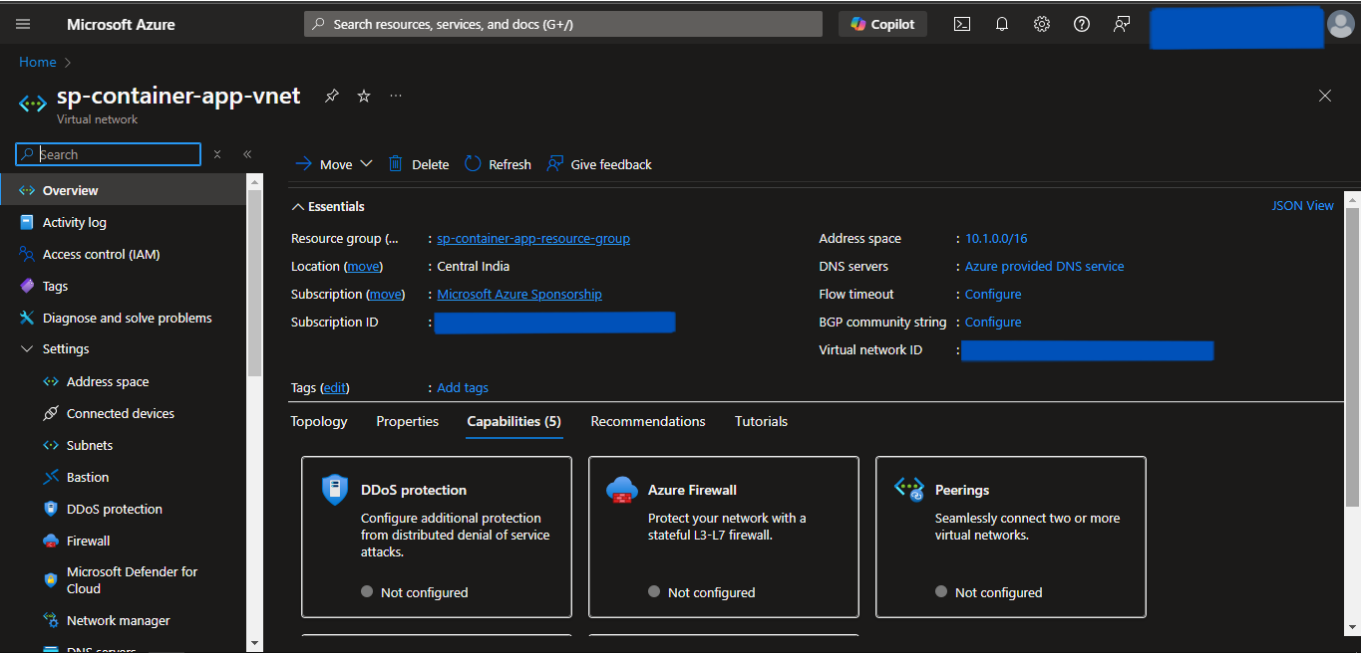 Microsoft Azure
Search resources, services, and docs (G+/)
Copilot
Home >
sp-container-app-vnet
Virtual network
Search
Move
Delete
Refresh
Give feedback
Overview
Activity log
Access control (IAM)
Tags
Diagnose and solve problems
Settings
Address space
Connected devices
Subnets
Bastion
DDoS protection
Firewall
Microsoft Defender for
Cloud
Network manager
DNS servers
Essentials
JSON View
Resource group (... : sp-container-app-resource-group
Location (move) : Central India
Subscription (move) : Microsoft Azure Sponsorship
Subscription ID :
Address space : 10.1.0.0/16
DNS servers : Azure provided DNS service
Flow timeout : Configure
BGP community string : Configure
Virtual network ID :
Tags (edit) : Add tags
Topology
Properties
Capabilities (5)
Recommendations
Tutorials
DDoS protection
Configure additional protection
from distributed denial of service
attacks.
Not configured
Azure Firewall
Protect your network with a
stateful L3-L7 firewall.
Not configured
Peerings
Seamlessly connect two or more
virtual networks.
Not configured